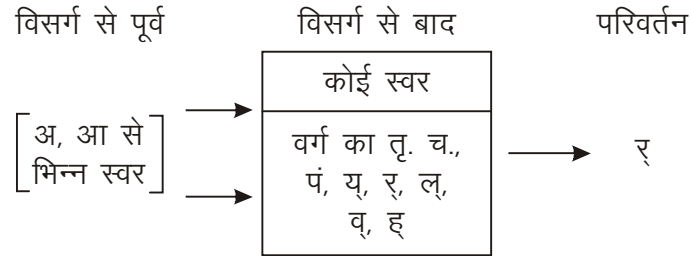 विसर्ग से पूर्व विसर्ग से बाद परिवर्तन
कोई स्वर
अ, आ से
भिन्न स्वर
वर्ग का तृ. च.,
पं, य्, र्, ल्,
व्, ह्
र्